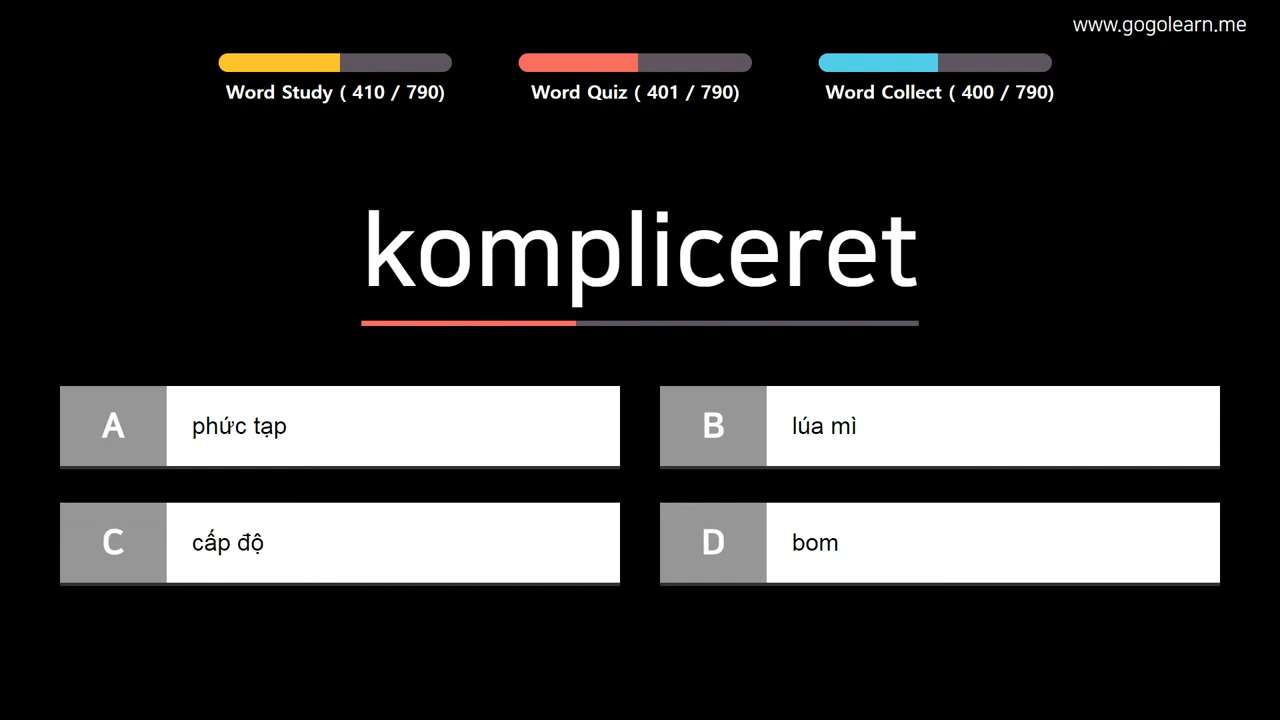 www.gogolearn.me
Word Study ( 410 / 790)
Word Quiz ( 401 / 790)
Word Collect ( 400 / 790)
kompliceret
A phức tạp
B lúa mì
C cấp độ
D bom